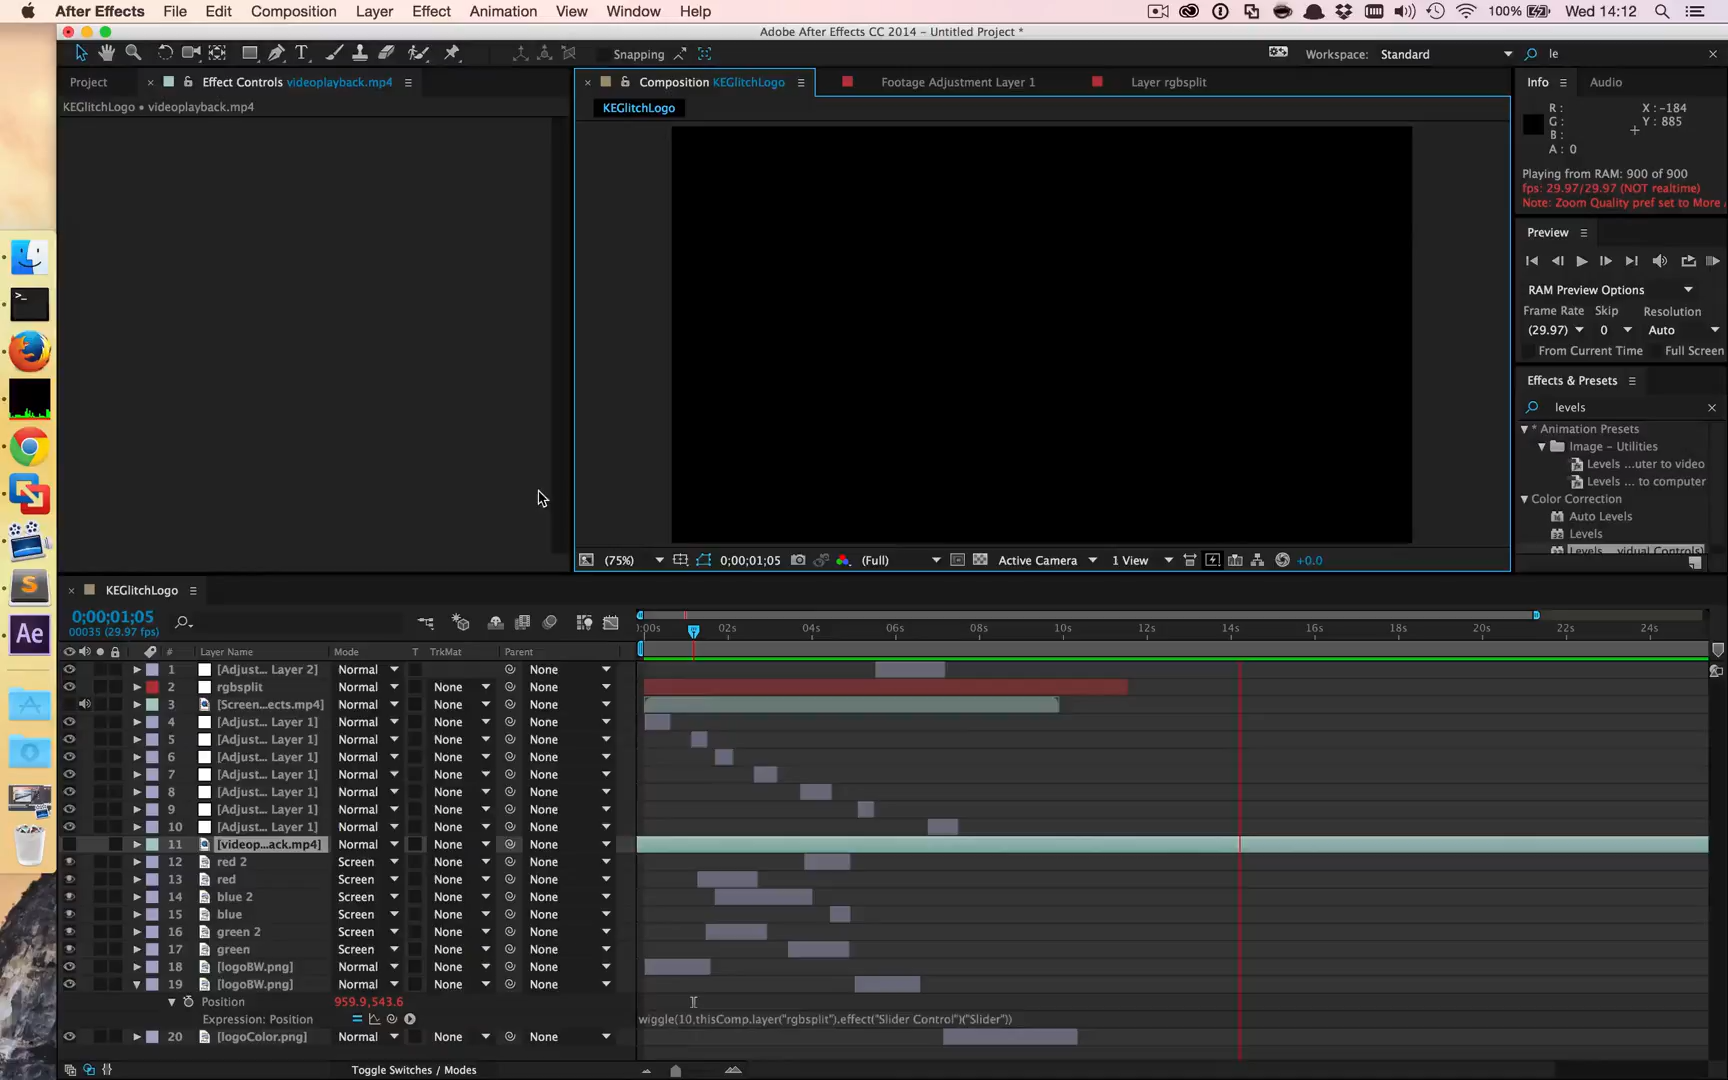 After Effects File Edit Composition Layer Effect Animation View Window Help 100% Wed 14:12
Adobe After Effects CC 2014 - Untitled Project *
Snapping Workspace: Standard le
Project Effect Controls videoplayback.mp4 Composition KEGlitchLogo Footage Adjustment Layer 1 Layer rgbsplit Info Audio
KEGlitchLogo • videoplayback.mp4
KEGlitchLogo
R : X : -184
G : Y : 885
B :
A : 0
Playing from RAM: 900 of 900
fps: 29.97/29.97 (NOT realtime)
Note: Zoom Quality pref set to More
Preview
RAM Preview Options
Frame Rate Skip Resolution
(29.97) 0 Auto
From Current Time Full Screen
Effects & Presets
levels
* Animation Presets
Image - Utilities
Levels ...uter to video
Levels ... to computer
Color Correction
Auto Levels
Levels
Levels ...vidual Controls)
(75%) 0;00;01;05 (Full) Active Camera 1 View +0.0
KEGlitchLogo
0;00;01;05
00035 (29.97 fps)
:00s 02s 04s 06s 08s 10s 12s 14s 16s 18s 20s 22s 24s
# Layer Name Mode T TrkMat Parent
1 [Adjust... Layer 2] Normal None
2 rgbsplit Normal None None
3 [Screen...ects.mp4] Normal None None
4 [Adjust... Layer 1] Normal None None
5 [Adjust... Layer 1] Normal None None
6 [Adjust... Layer 1] Normal None None
7 [Adjust... Layer 1] Normal None None
8 [Adjust... Layer 1] Normal None None
9 [Adjust... Layer 1] Normal None None
10 [Adjust... Layer 1] Normal None None
11 [videop...ack.mp4] Normal None None
12 red 2 Screen None None
13 red Screen None None
14 blue 2 Screen None None
15 blue Screen None None
16 green 2 Screen None None
17 green Screen None None
18 [logoBW.png] Normal None None
19 [logoBW.png] Normal None None
Position 959.9,543.6
Expression: Position wiggle(10,thisComp.layer("rgbsplit").effect("Slider Control")("Slider"))
20 [logoColor.png] Normal None None
Toggle Switches / Modes